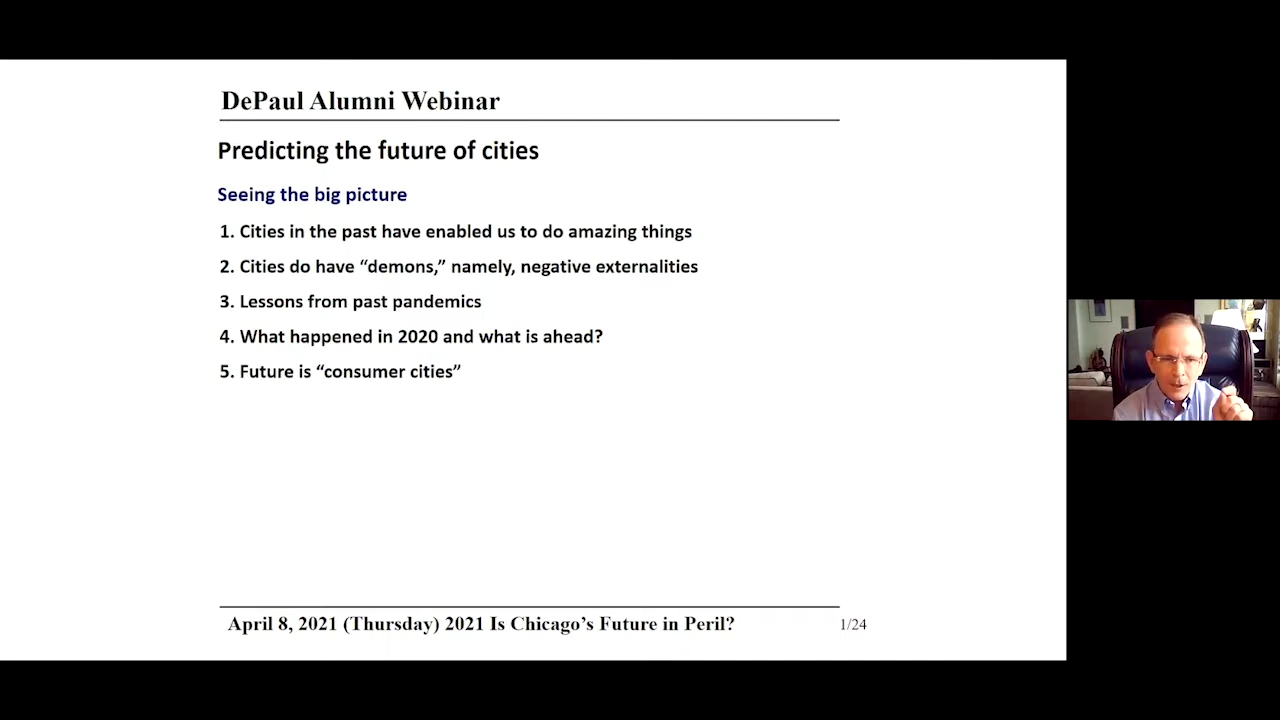 DePaul Alumni Webinar
Predicting the future of cities
Seeing the big picture
1. Cities in the past have enabled us to do amazing things
2. Cities do have “demons,” namely, negative externalities
3. Lessons from past pandemics
4. What happened in 2020 and what is ahead?
5. Future is “consumer cities”
April 8, 2021 (Thursday) 2021 Is Chicago’s Future in Peril?
1/24